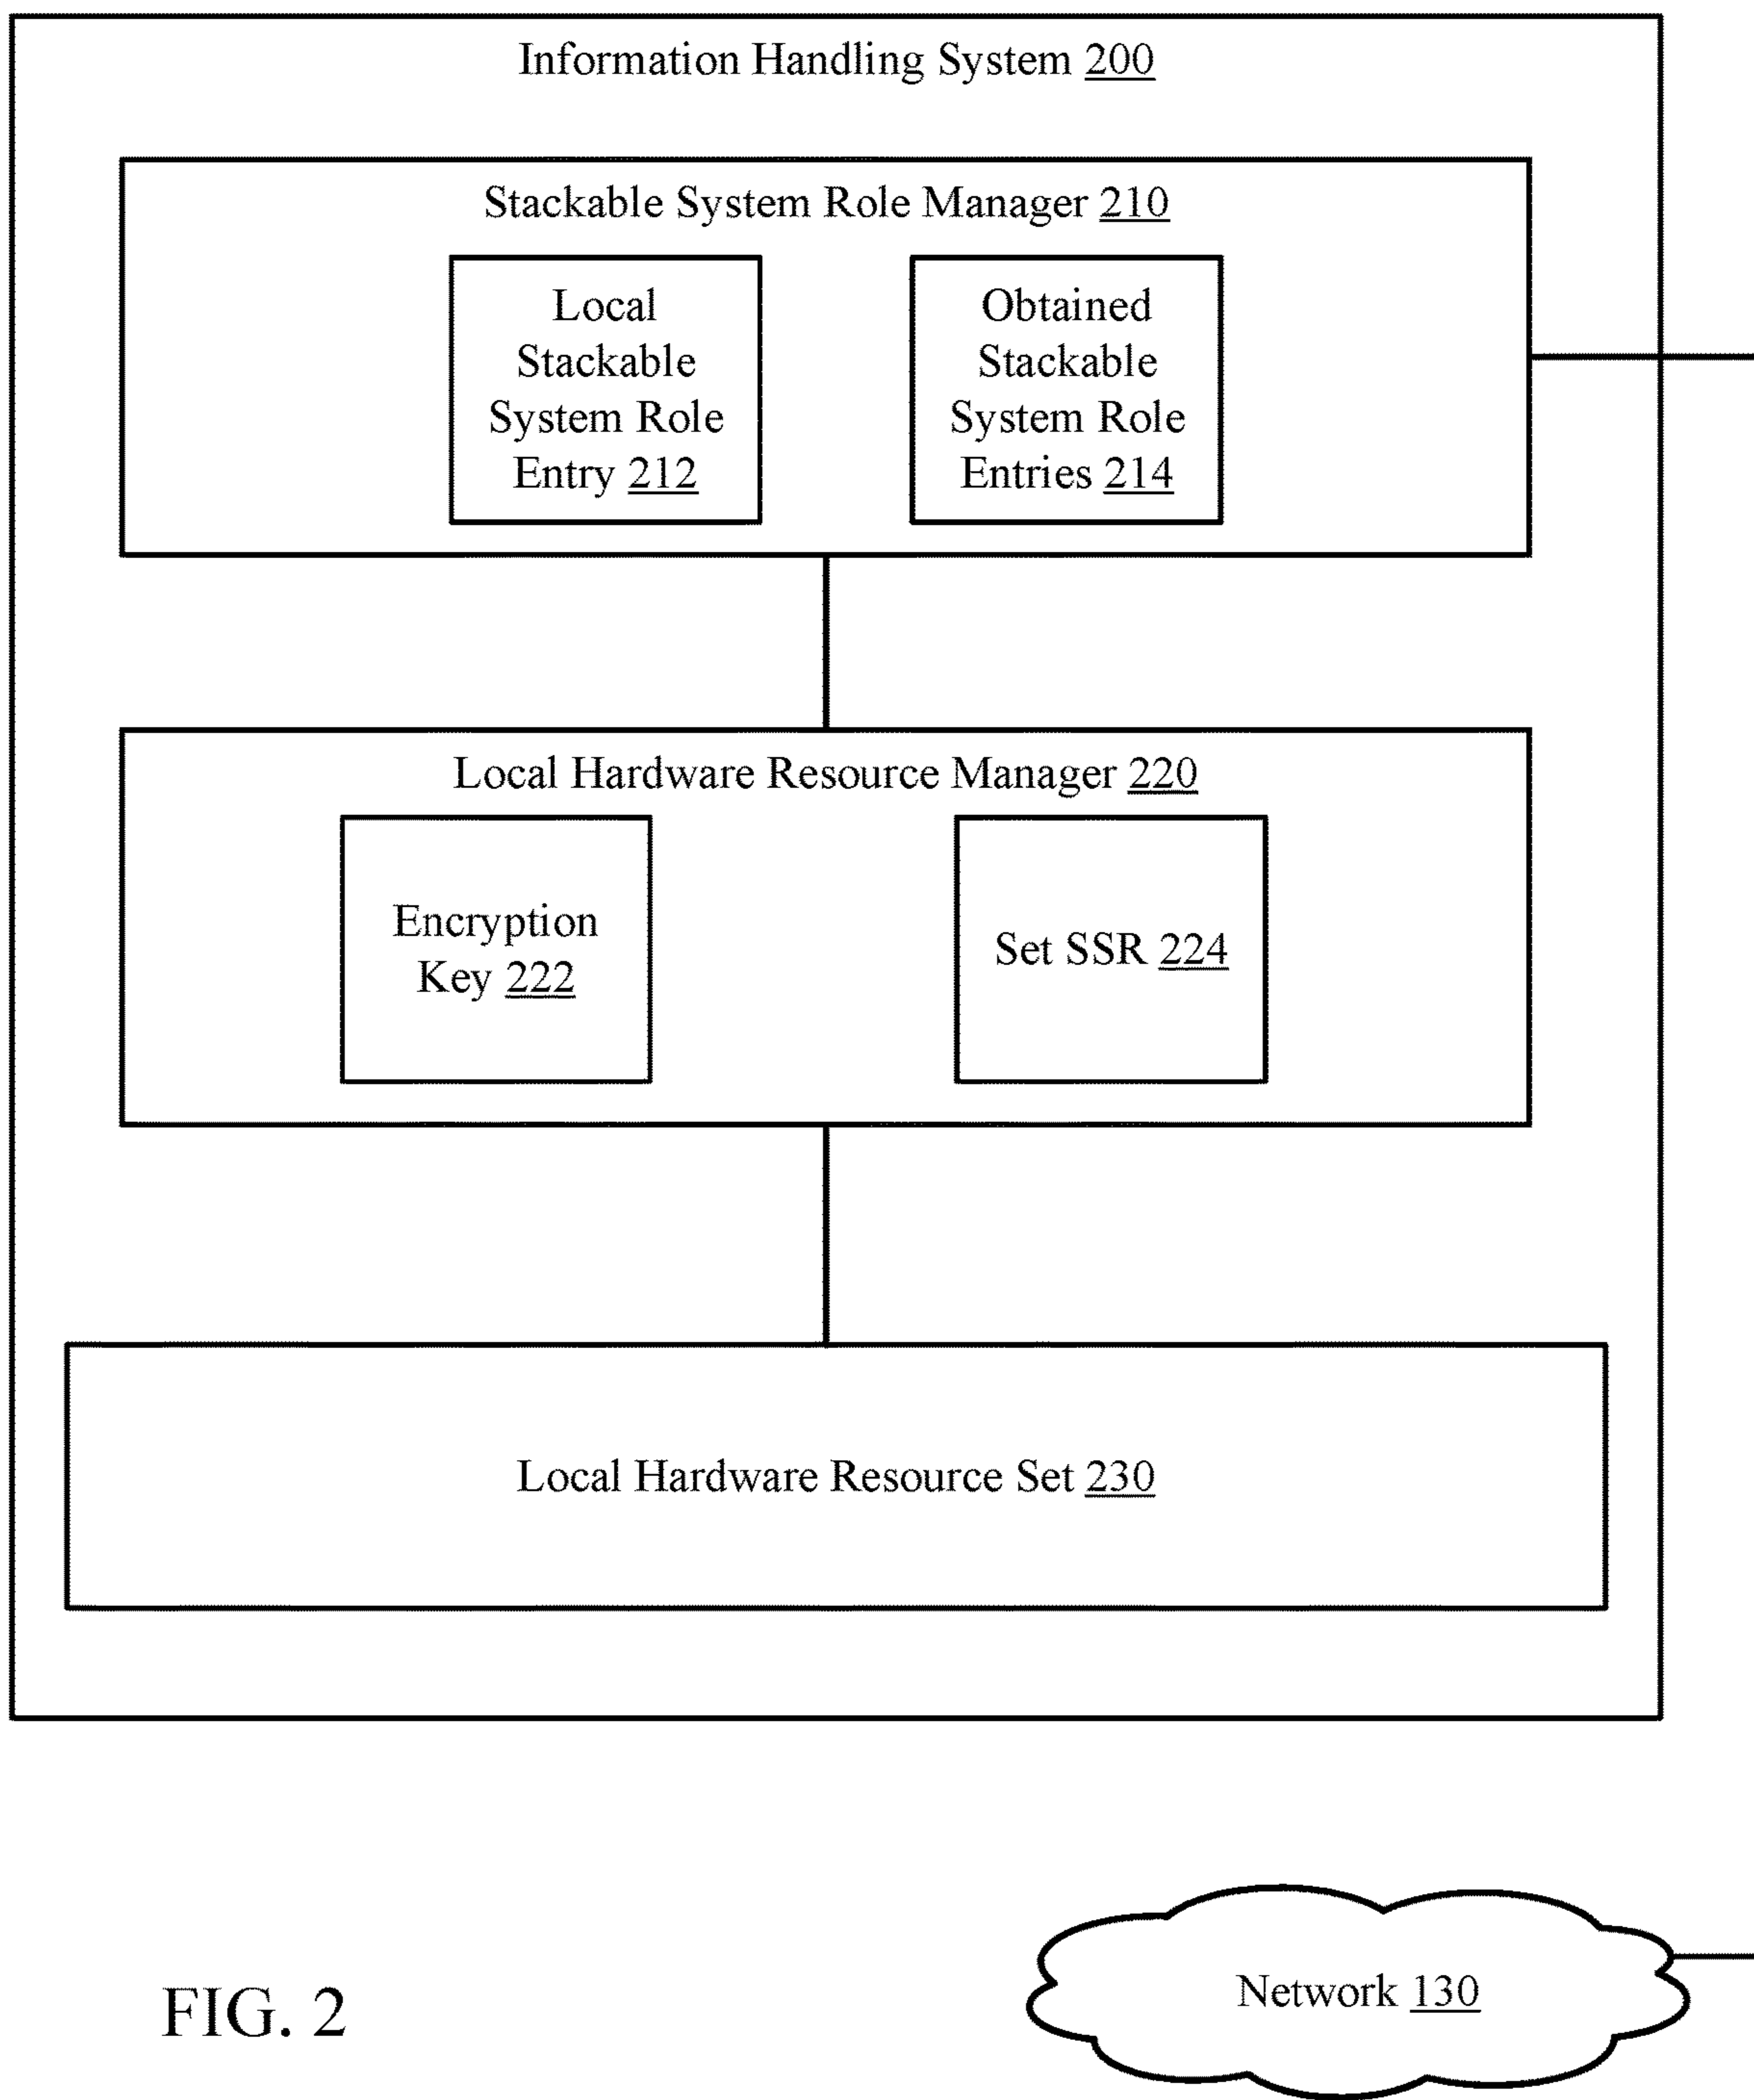 Information Handling System 200
Stackable System Role Manager 210
Local
Stackable
System Role
Entry 212
Obtained
Stackable
System Role
Entries 214
Local Hardware Resource Manager 220
Encryption
Key 222
Set SSR 224
Local Hardware Resource Set 230
Network 130
FIG. 2